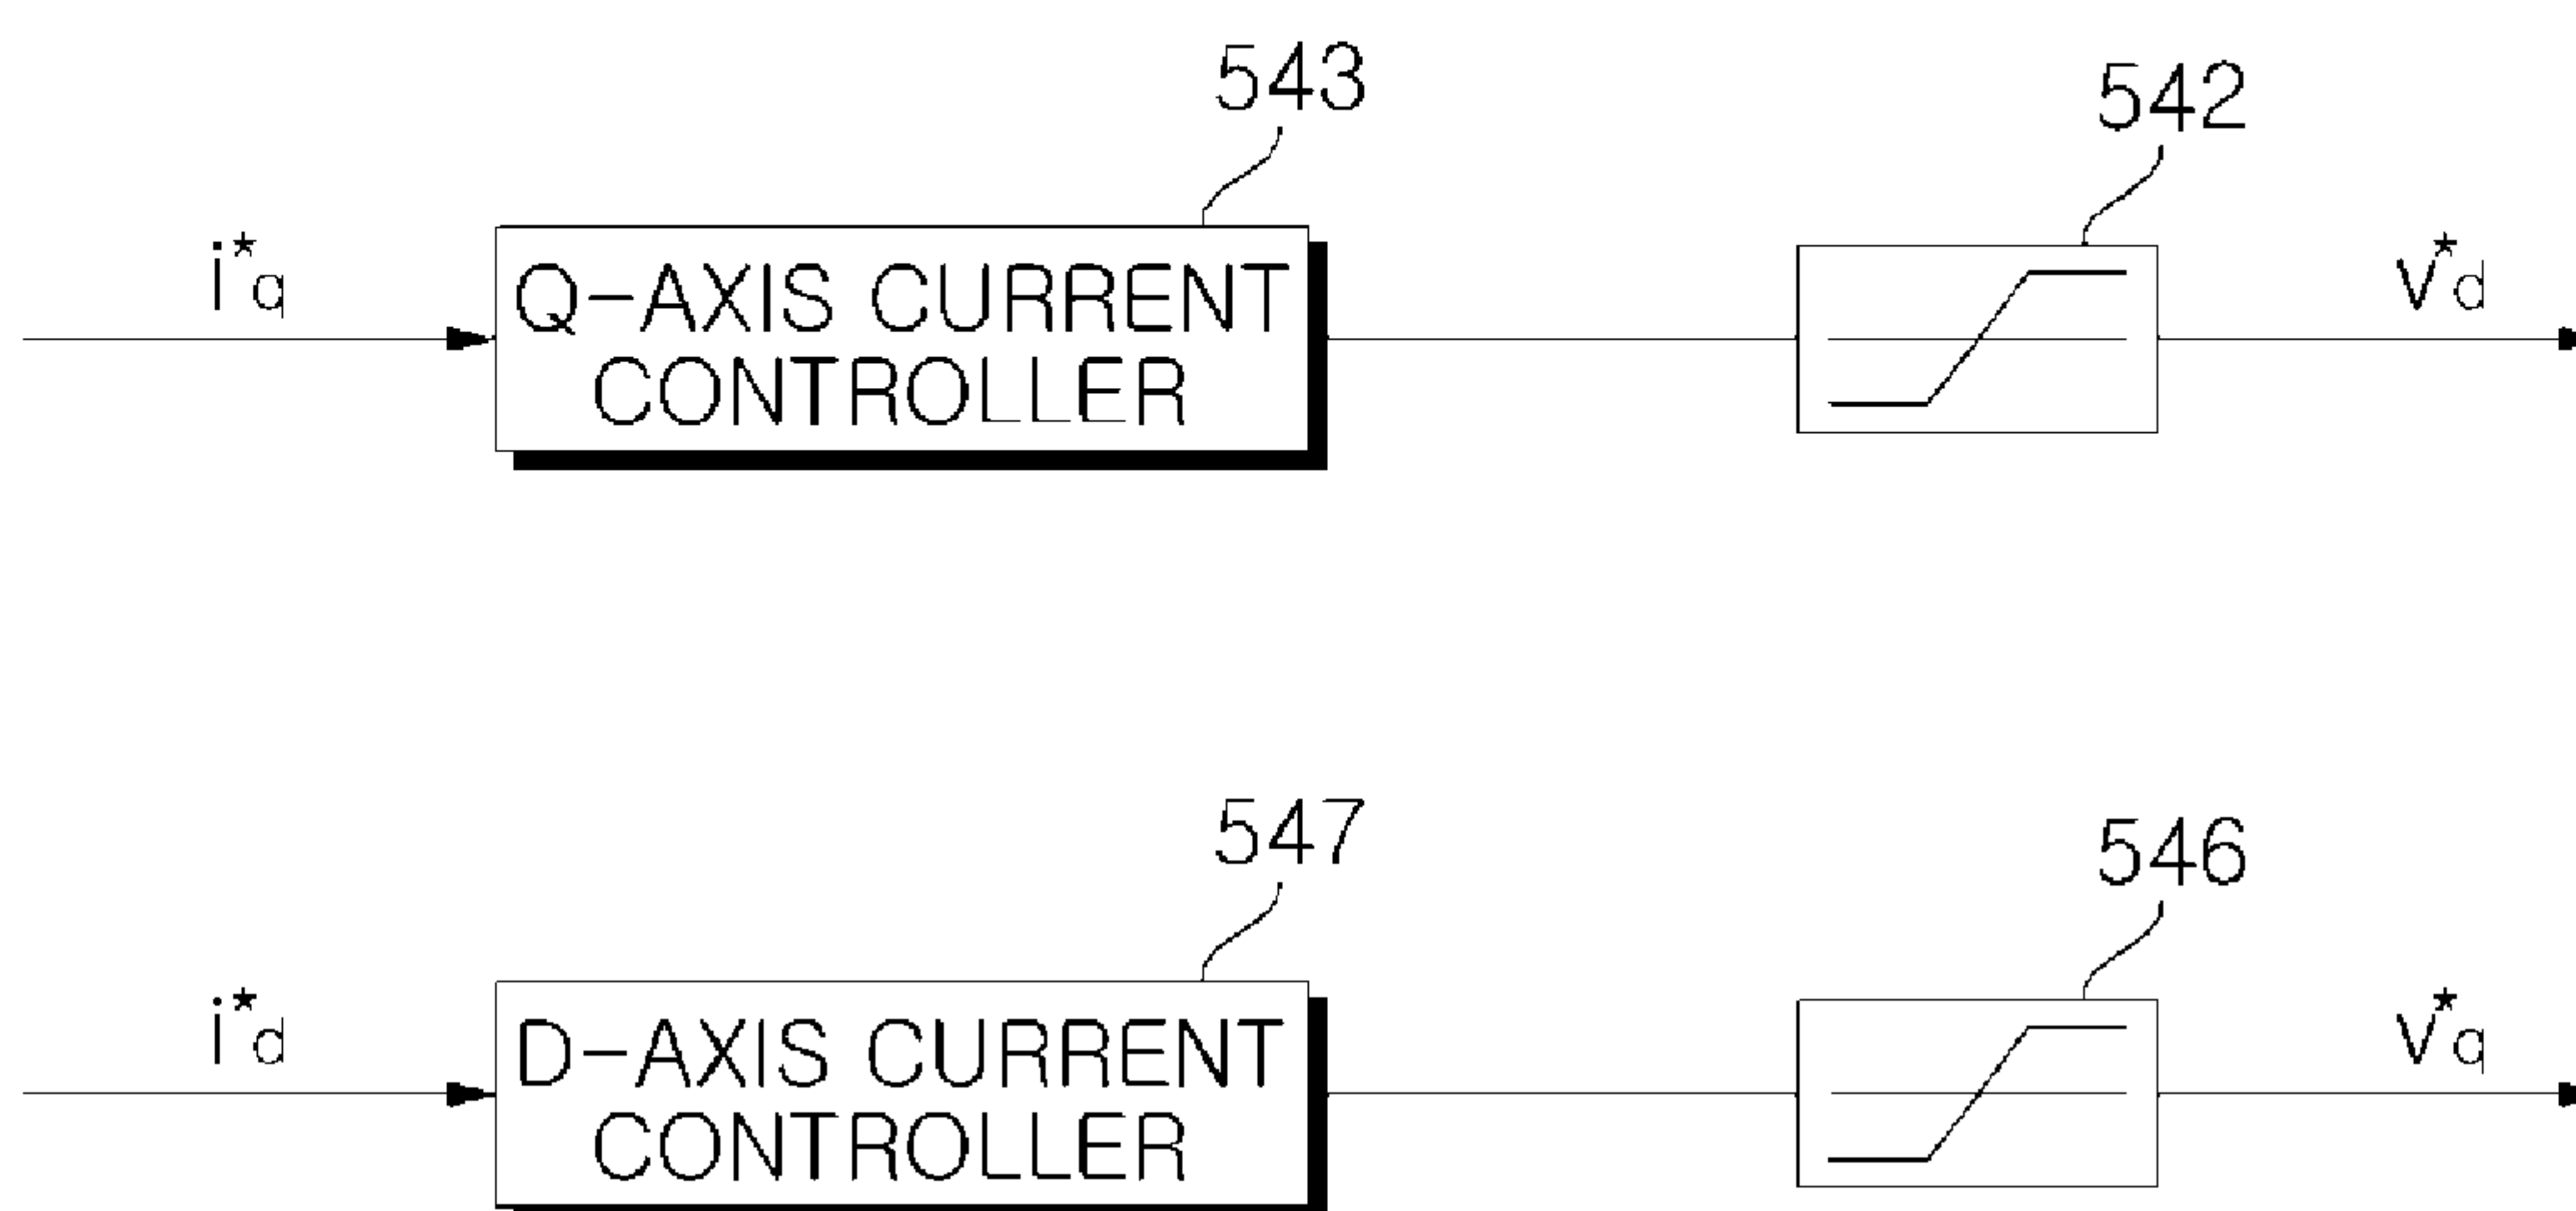 543
542
i*q
Q-AXIS CURRENT
CONTROLLER
v*d
547
546
i*d
D-AXIS CURRENT
CONTROLLER
v*q